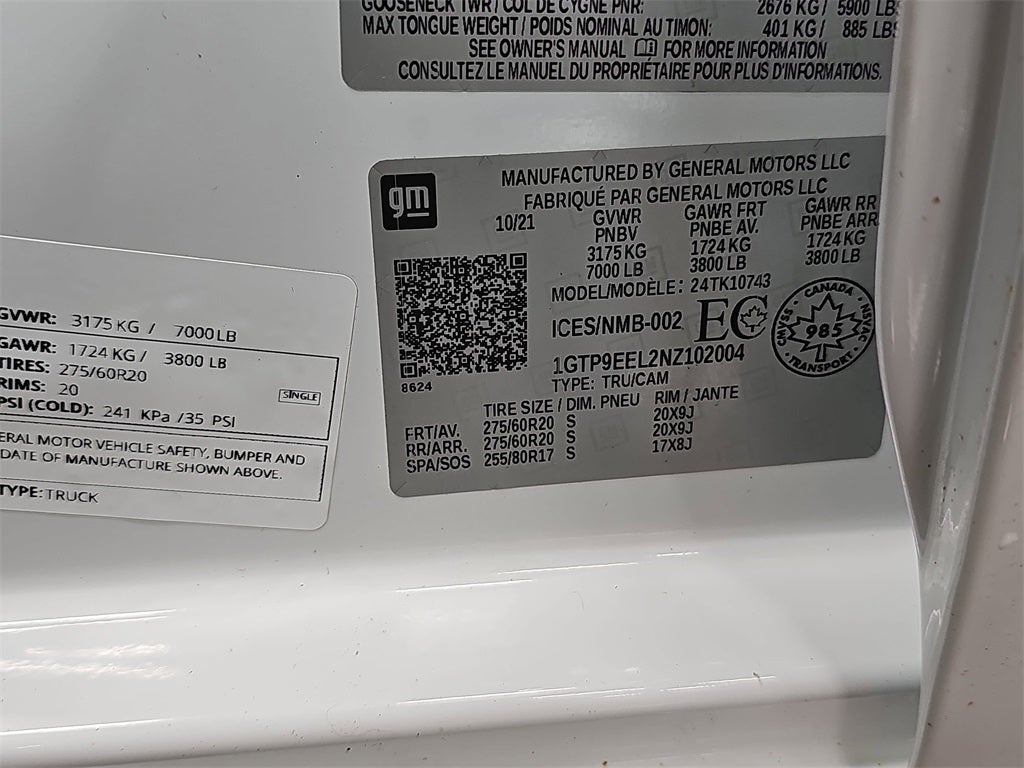 GOOSENECK TWR / COL DE CYGNE PNR: 2676 KG / 5900 LBS
MAX TONGUE WEIGHT / POIDS NOMINAL AU TIMON: 401 KG / 885 LBS
SEE OWNER'S MANUAL FOR MORE INFORMATION
CONSULTEZ LE MANUEL DU PROPRIÉTAIRE POUR PLUS D'INFORMATIONS.
gm
MANUFACTURED BY GENERAL MOTORS LLC
FABRIQUÉ PAR GENERAL MOTORS LLC
10/21 GVWR GAWR FRT GAWR RR
PNBV PNBE AV. PNBE ARR
3175 KG 1724 KG 1724 KG
7000 LB 3800 LB 3800 LB
MODEL/MODÈLE: 24TK10743
ICES/NMB-002 EC
CANADA
CMVSS 985 NSVAC
TRANSPORT
1GTP9EEL2NZ102004
8624
TYPE: TRU/CAM
TIRE SIZE / DIM. PNEU RIM / JANTE
FRT/AV. 275/60R20 S 20X9J
RR/ARR. 275/60R20 S 20X9J
SPA/SOS 255/80R17 S 17X8J
GVWR: 3175 KG / 7000 LB
GAWR: 1724 KG / 3800 LB
TIRES: 275/60R20
RIMS: 20 SINGLE
PSI (COLD): 241 KPa /35 PSI
ERAL MOTOR VEHICLE SAFETY, BUMPER AND
DATE OF MANUFACTURE SHOWN ABOVE.
TYPE: TRUCK